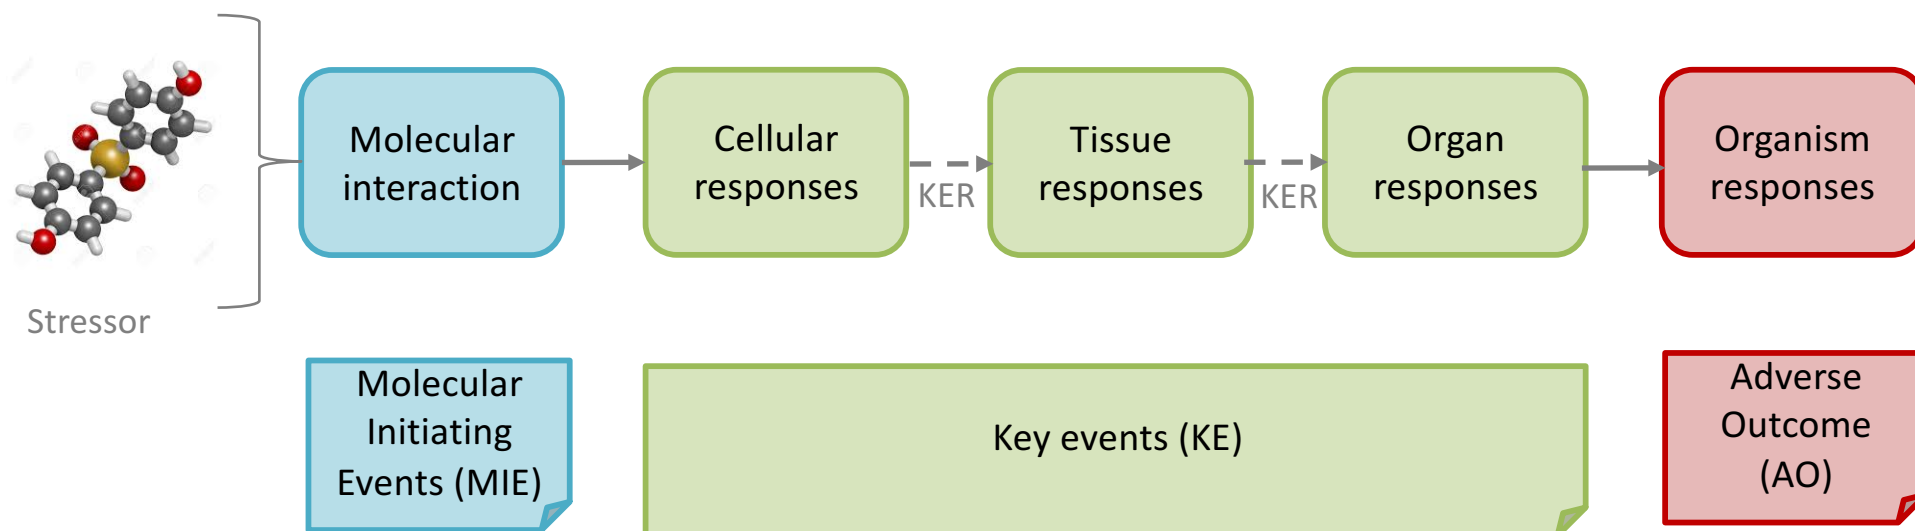 Molecular
interaction
Cellular
responses
KER
Tissue
responses
KER
Organ
responses
Organism
responses
Stressor
Molecular
Initiating
Events (MIE)
Key events (KE)
Adverse
Outcome
(AO)